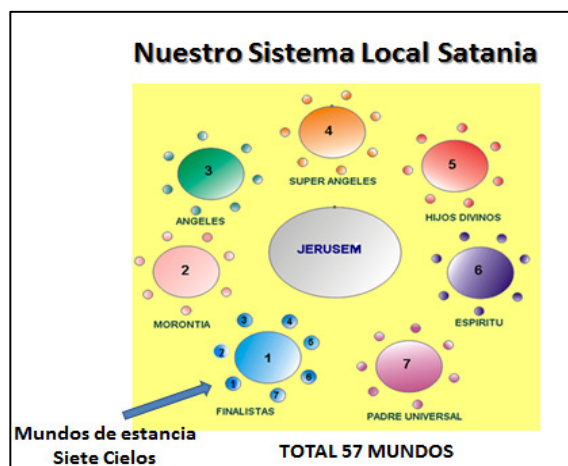 Nuestro Sistema Local Satania
4
SUPER ANGELES
3
ANGELES
5
HIJOS DIVINOS
JERUSEM
2
MORONTIA
6
ESPIRITU
3
4
2
1
5
1
6
7
FINALISTAS
7
PADRE UNIVERSAL
Mundos de estancia
Siete Cielos
TOTAL 57 MUNDOS